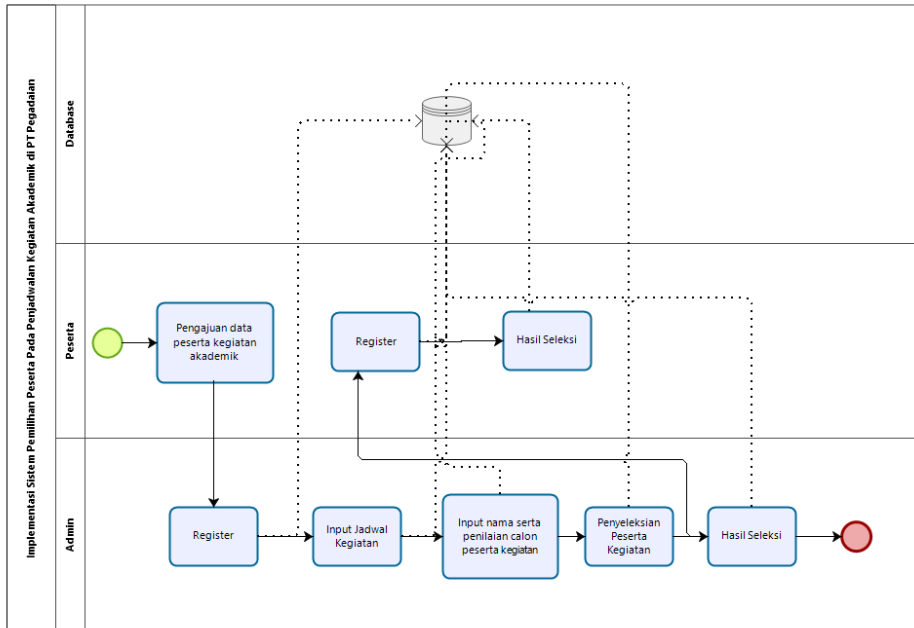 Implementasi Sistem Pemilihan Peserta Pada Penjadwalan Kegiatan Akademik di PT Pegadaian
Database
Peserta
Pengajuan data
peserta kegiatan
akademik
Register
Hasil Seleksi
Admin
Register
Input Jadwal
Kegiatan
Input nama serta
penilaian calon
peserta kegiatan
Penyeleksian
Peserta
Kegiatan
Hasil Seleksi